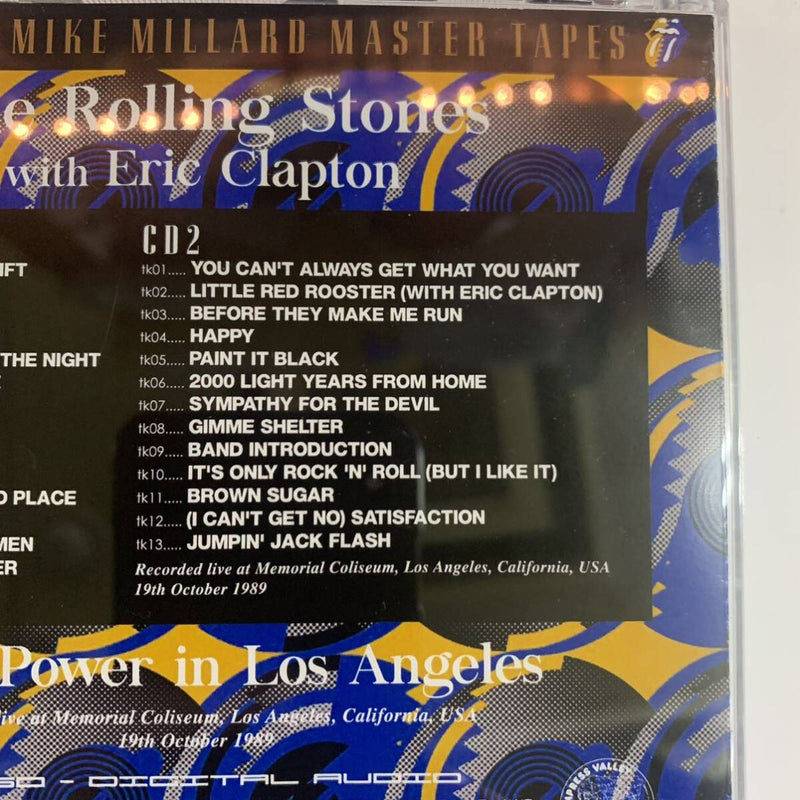 MIKE MILLARD MASTER TAPES
e Rolling Stones
with Eric Clapton
CD2
tk01..... YOU CAN'T ALWAYS GET WHAT YOU WANT
tk02..... LITTLE RED ROOSTER (WITH ERIC CLAPTON)
tk03..... BEFORE THEY MAKE ME RUN
tk04..... HAPPY
THE NIGHT
tk05..... PAINT IT BLACK
tk06..... 2000 LIGHT YEARS FROM HOME
tk07..... SYMPATHY FOR THE DEVIL
tk08..... GIMME SHELTER
tk09..... BAND INTRODUCTION
tk10..... IT'S ONLY ROCK 'N' ROLL (BUT I LIKE IT)
PLACE
tk11..... BROWN SUGAR
tk12..... (I CAN'T GET NO) SATISFACTION
MEN
tk13..... JUMPIN' JACK FLASH
ER
Recorded live at Memorial Coliseum, Los Angeles, California, USA
19th October 1989
Power in Los Angeles
ive at Memorial Coliseum, Los Angeles, California, USA
19th October 1989
DIGITAL AUDIO
PRESS VALLEY